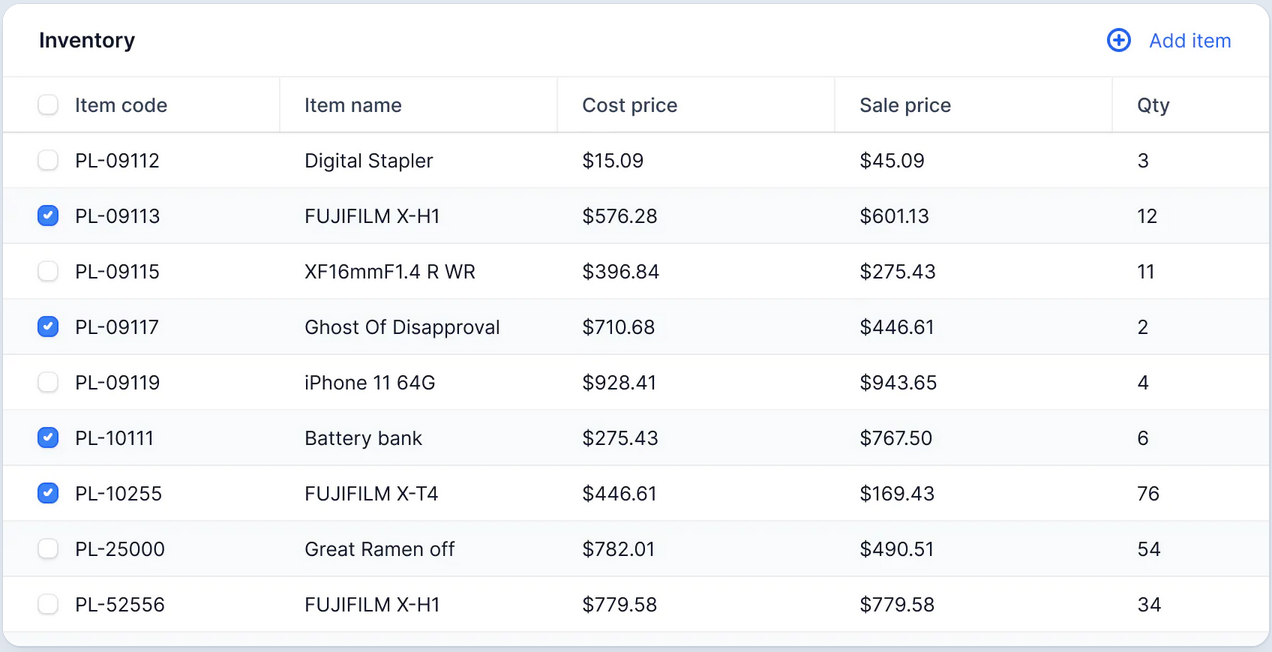 Inventory Add item
Item code Item name Cost price Sale price Qty
PL-09112 Digital Stapler $15.09 $45.09 3
PL-09113 FUJIFILM X-H1 $576.28 $601.13 12
PL-09115 XF16mmF1.4 R WR $396.84 $275.43 11
PL-09117 Ghost Of Disapproval $710.68 $446.61 2
PL-09119 iPhone 11 64G $928.41 $943.65 4
PL-10111 Battery bank $275.43 $767.50 6
PL-10255 FUJIFILM X-T4 $446.61 $169.43 76
PL-25000 Great Ramen off $782.01 $490.51 54
PL-52556 FUJIFILM X-H1 $779.58 $779.58 34